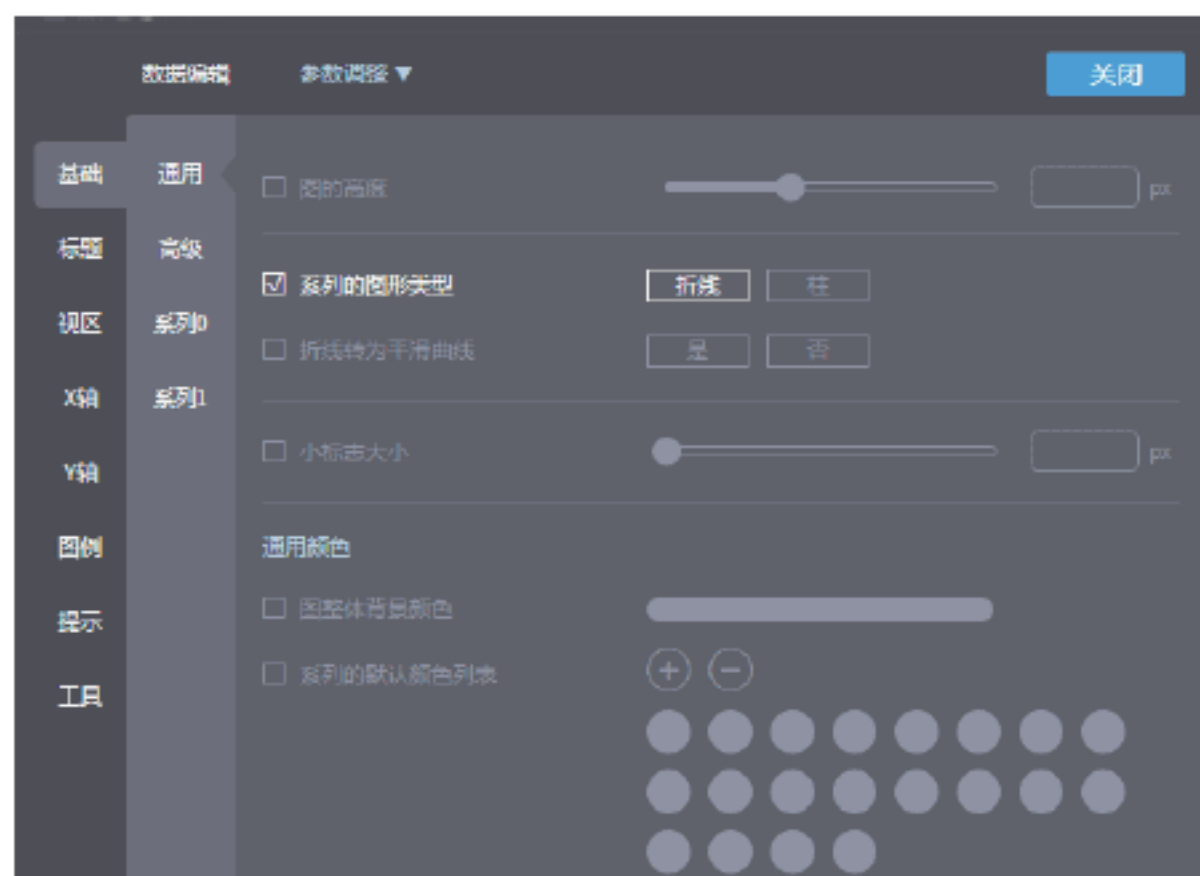 数据编辑 参数调整 ▼ 关闭
基础 通用 图的高度 px
标题 高级
系列的图形类型 折线 柱
视区 系列0
折线转为平滑曲线 是 否
X轴 系列1
小标志大小 px
Y轴
图例 通用颜色
图整体背景颜色
提示
系列的默认颜色列表 + −
工具